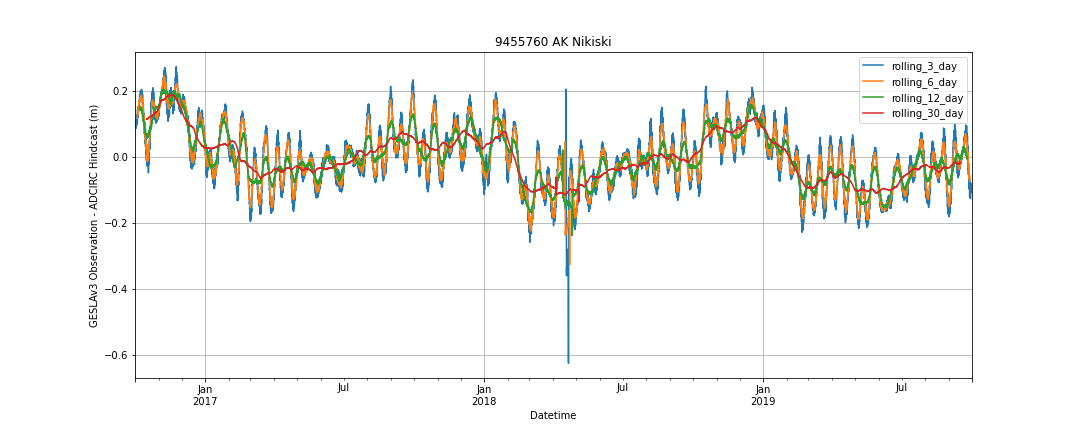 9455760 AK Nikiski
rolling_3_day
rolling_6_day
rolling_12_day
rolling_30_day
GESLAv3 Observation - ADCIRC Hindcast (m)
0.2
0.0
−0.2
−0.4
−0.6
Jan
2017
Jul
Jan
2018
Jul
Jan
2019
Jul
Datetime